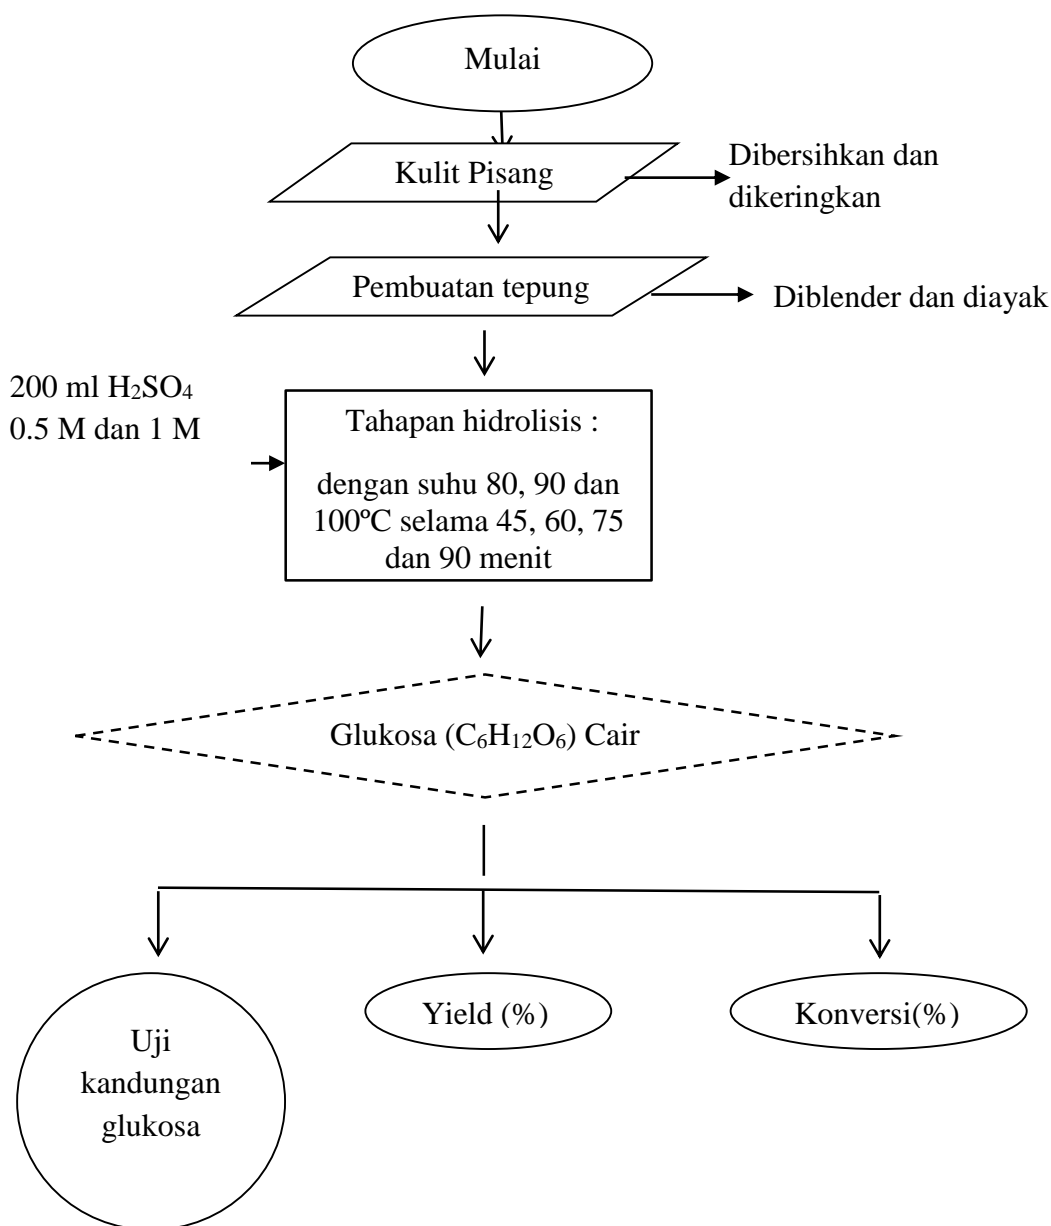 Mulai
Kulit Pisang
Dibersihkan dan
dikeringkan
Pembuatan tepung
Diblender dan diayak
200 ml H₂SO₄
0.5 M dan 1 M
Tahapan hidrolisis :
dengan suhu 80, 90 dan
100ºC selama 45, 60, 75
dan 90 menit
Glukosa (C₆H₁₂O₆) Cair
Uji
kandungan
glukosa
Yield (%)
Konversi(%)